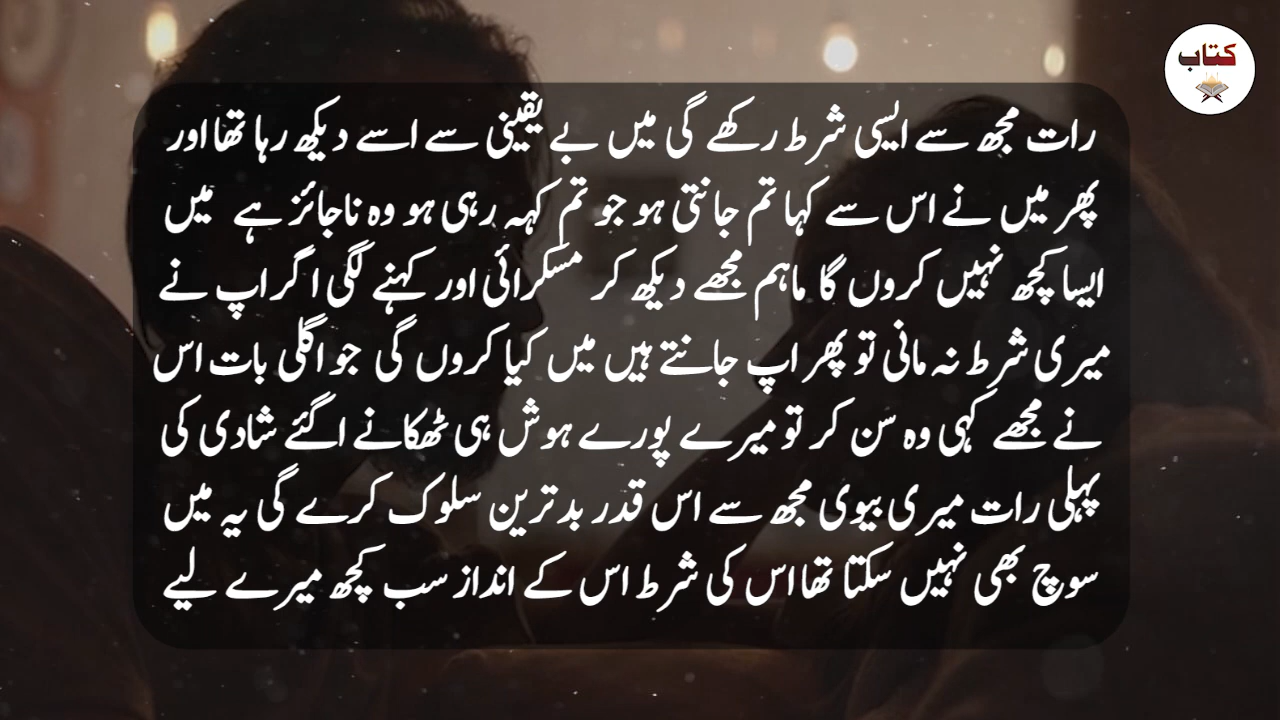 کتاب
رات مجھ سے ایسی شرط رکھے گی میں بے یقینی سے اسے دیکھ رہا تھا اور
پھر میں نے اس سے کہا تم جانتی ہو جو تم کہہ رہی ہو وہ ناجائز ہے میں
ایسا کچھ نہیں کروں گا ماہم مجھے دیکھ کر مسکرائی اور کہنے لگی اگر اپ نے
میری شرط نہ مانی تو پھر اپ جانتے ہیں میں کیا کروں گی جو اگلی بات اس
نے مجھے کہی وہ سن کر تو میرے پورے ہوش ہی ٹھکانے اگئے شادی کی
پہلی رات میری بیوی مجھ سے اس قدر بدترین سلوک کرے گی یہ میں
سوچ بھی نہیں سکتا تھا اس کی شرط اس کے انداز سب کچھ میرے لیے